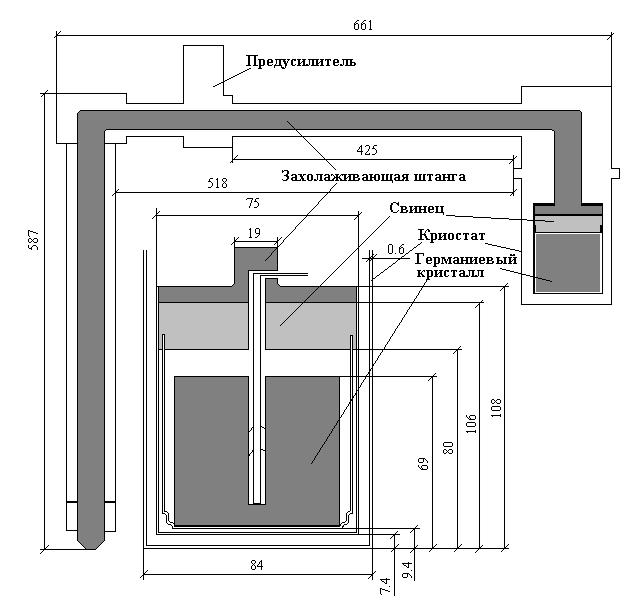 661
Предусилитель
425
Захолаживающая штанга
518
75
Свинец
19
Криостат
587
0.6
Германиевый
кристалл
69
80
106
108
84
7.4
9.4